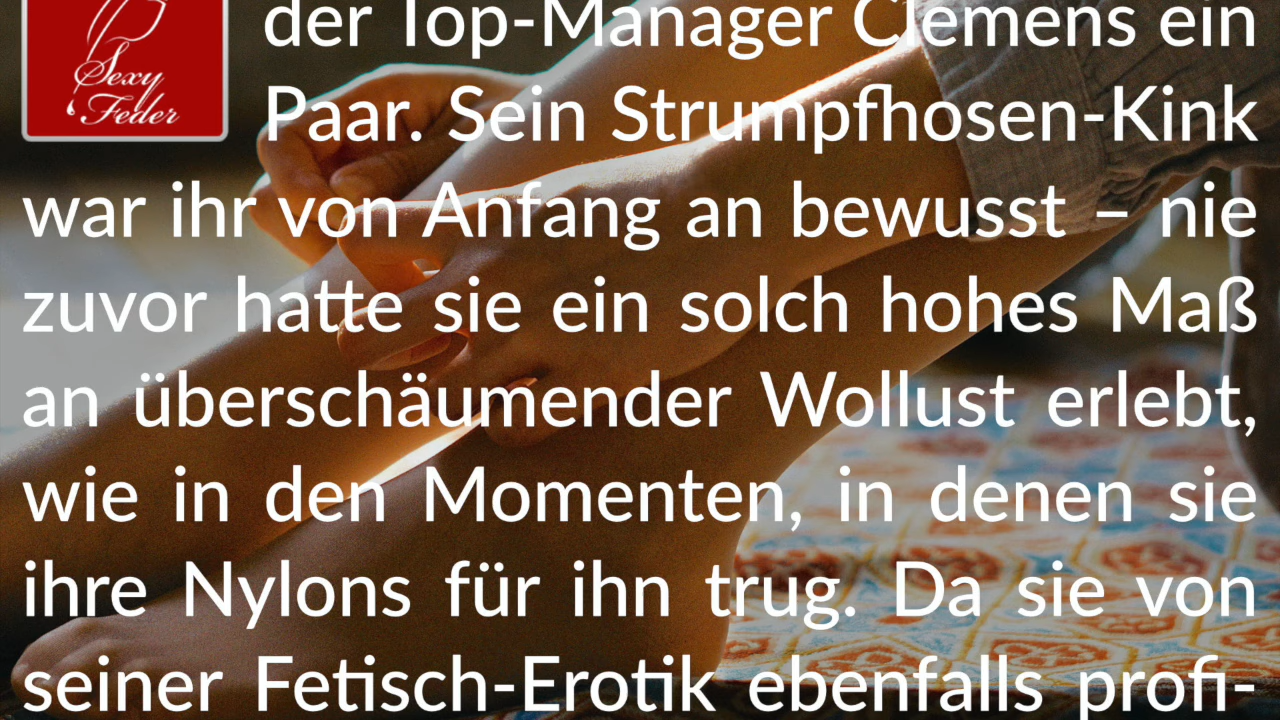 Sexy
Feder
der Top-Manager Clemens ein
Paar. Sein Strumpfhosen-Kink
war ihr von Anfang an bewusst – nie
zuvor hatte sie ein solch hohes Maß
an überschäumender Wollust erlebt,
wie in den Momenten, in denen sie
ihre Nylons für ihn trug. Da sie von
seiner Fetisch-Erotik ebenfalls profi-